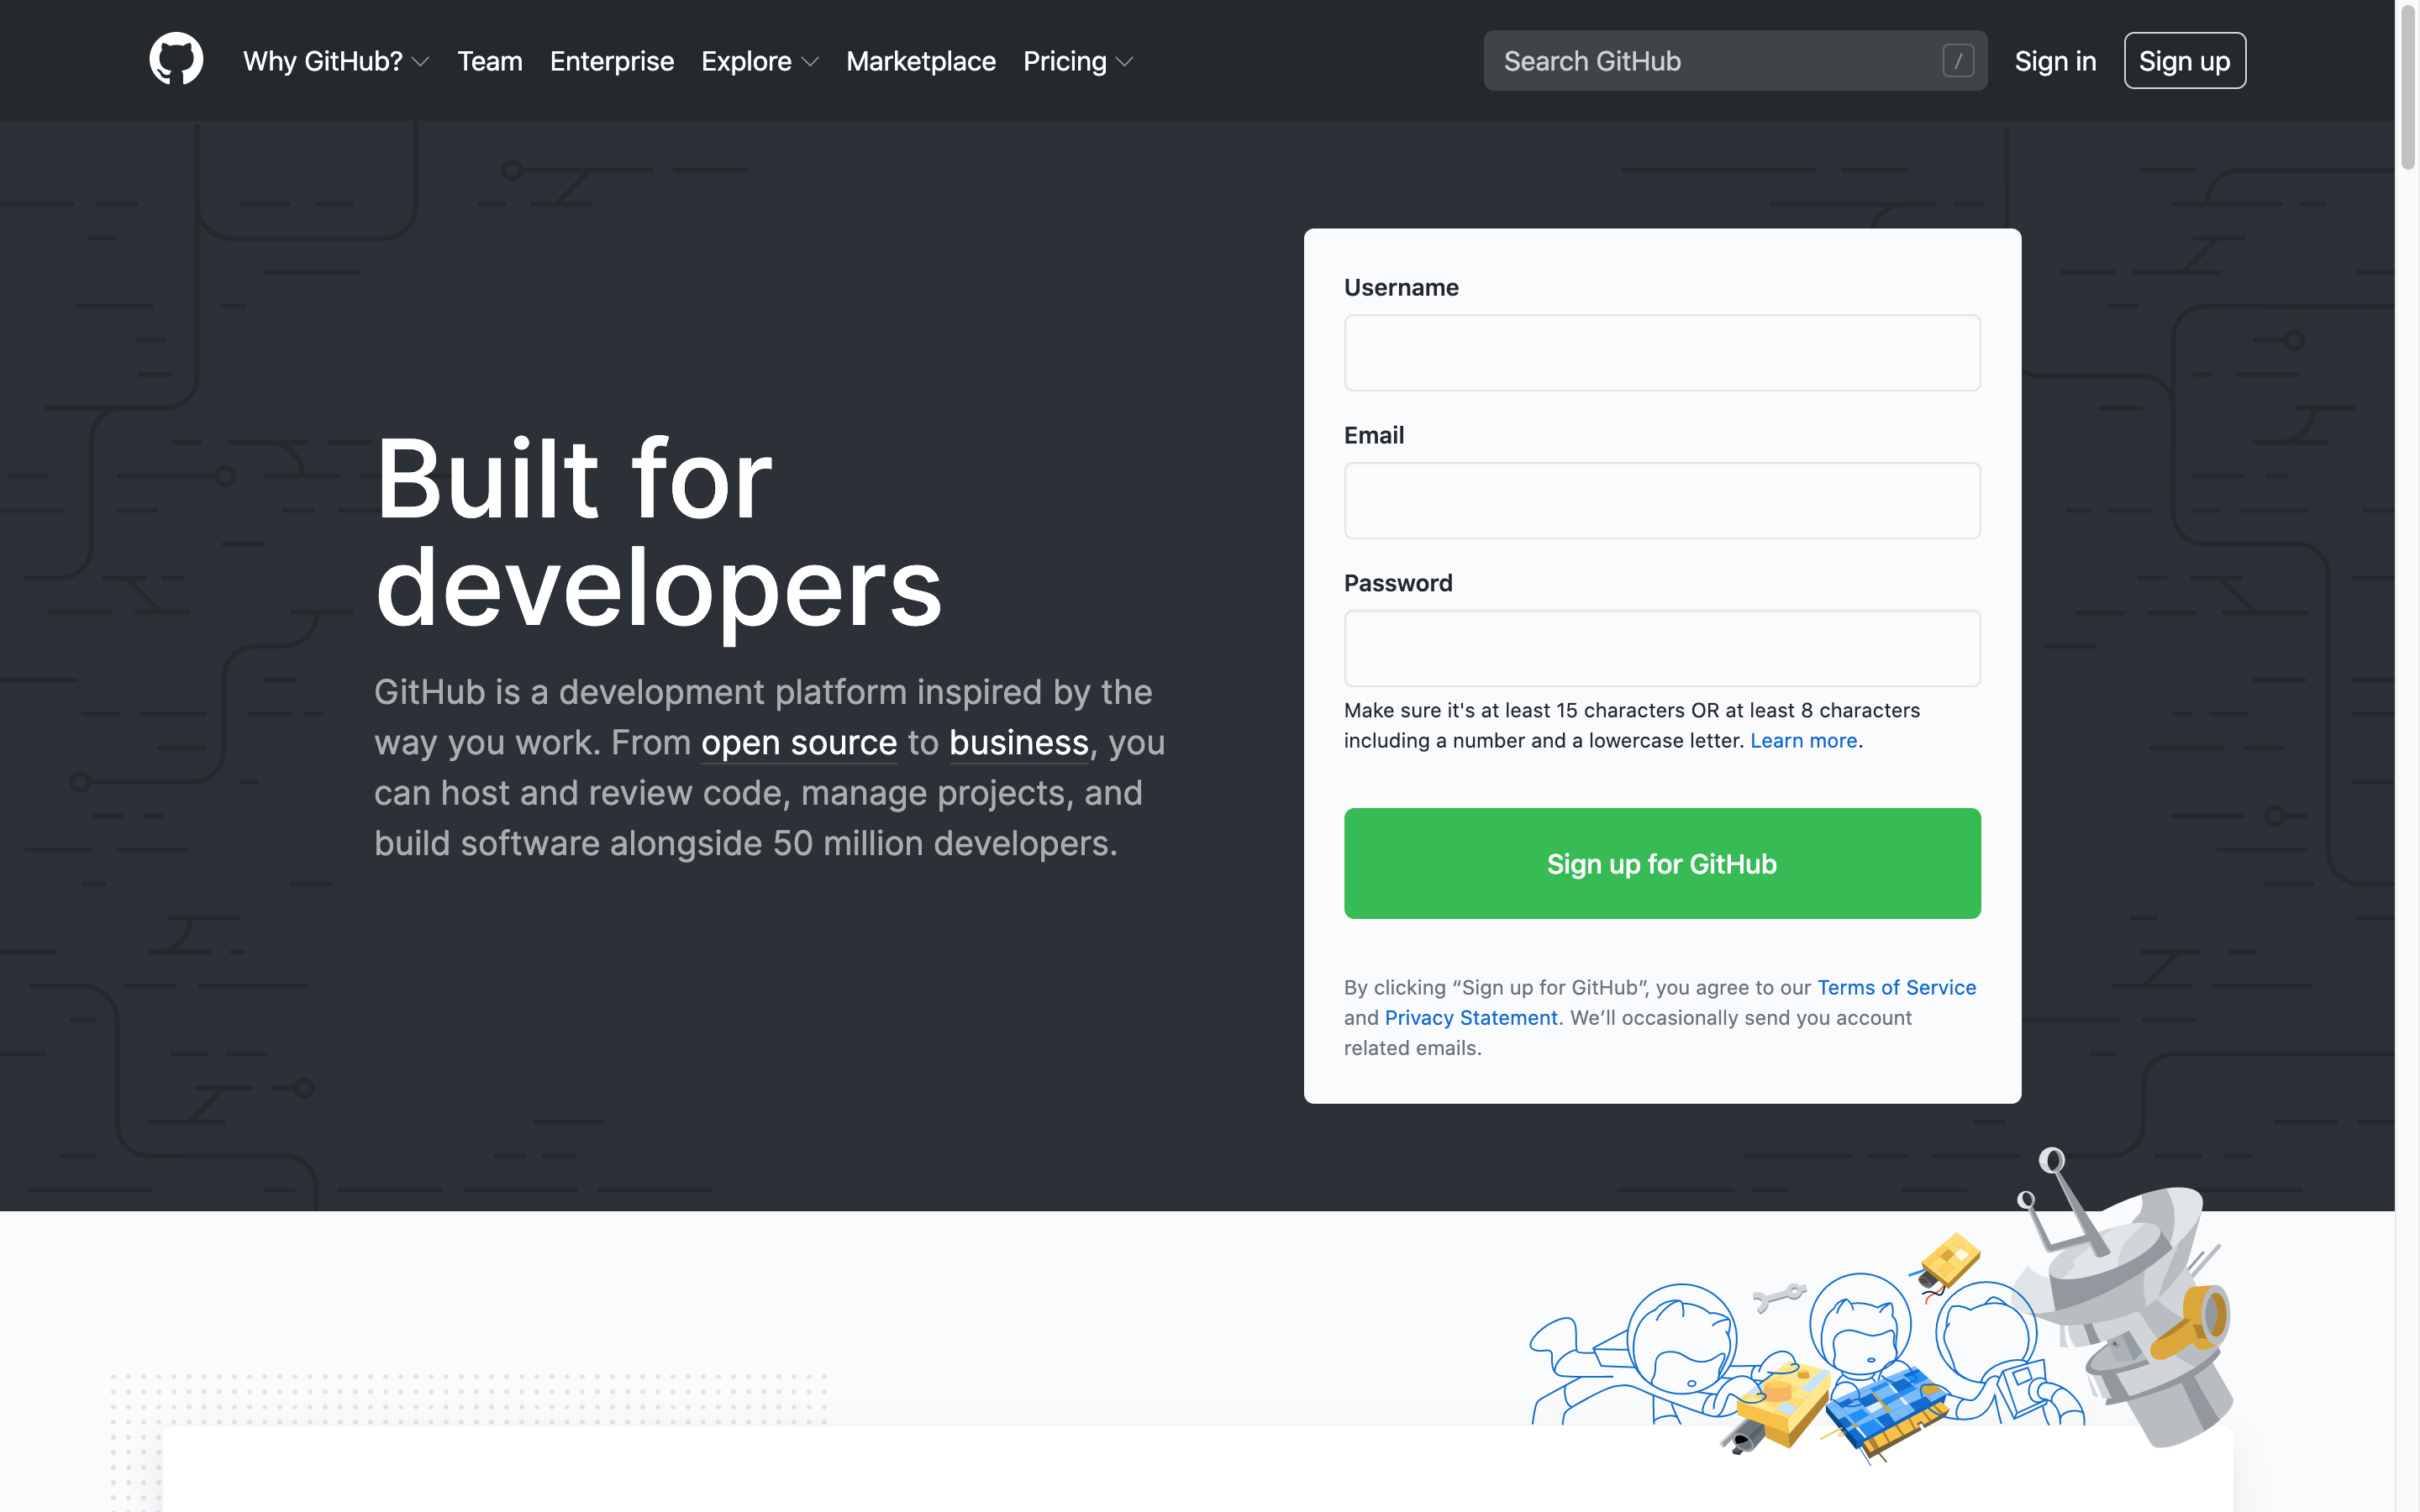 Why GitHub? Team Enterprise Explore Marketplace Pricing Search GitHub / Sign in Sign up
Built for
developers
GitHub is a development platform inspired by the
way you work. From open source to business, you
can host and review code, manage projects, and
build software alongside 50 million developers.
Username
Email
Password
Make sure it's at least 15 characters OR at least 8 characters
including a number and a lowercase letter. Learn more.
Sign up for GitHub
By clicking “Sign up for GitHub”, you agree to our Terms of Service
and Privacy Statement. We’ll occasionally send you account
related emails.